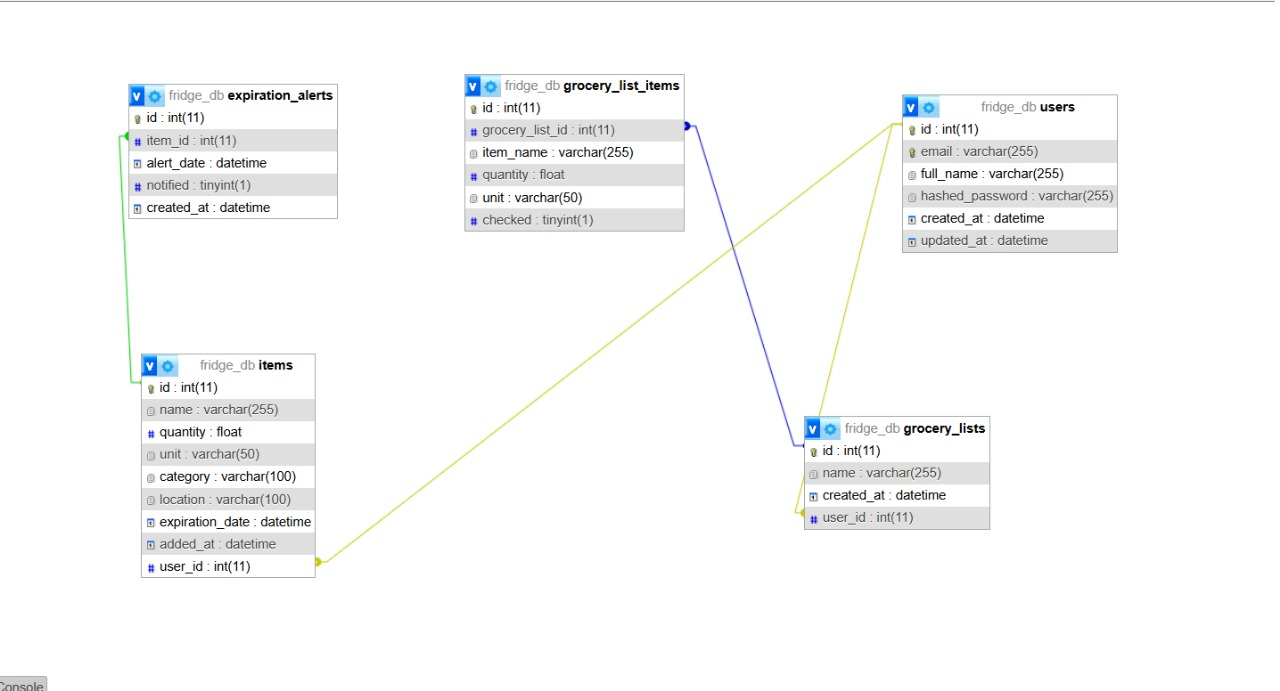 fridge_db expiration_alerts
id : int(11)
item_id : int(11)
alert_date : datetime
notified : tinyint(1)
created_at : datetime
fridge_db grocery_list_items
id : int(11)
grocery_list_id : int(11)
item_name : varchar(255)
quantity : float
unit : varchar(50)
checked : tinyint(1)
fridge_db users
id : int(11)
email : varchar(255)
full_name : varchar(255)
hashed_password : varchar(255)
created_at : datetime
updated_at : datetime
fridge_db items
id : int(11)
name : varchar(255)
quantity : float
unit : varchar(50)
category : varchar(100)
location : varchar(100)
expiration_date : datetime
added_at : datetime
user_id : int(11)
fridge_db grocery_lists
id : int(11)
name : varchar(255)
created_at : datetime
user_id : int(11)
Console